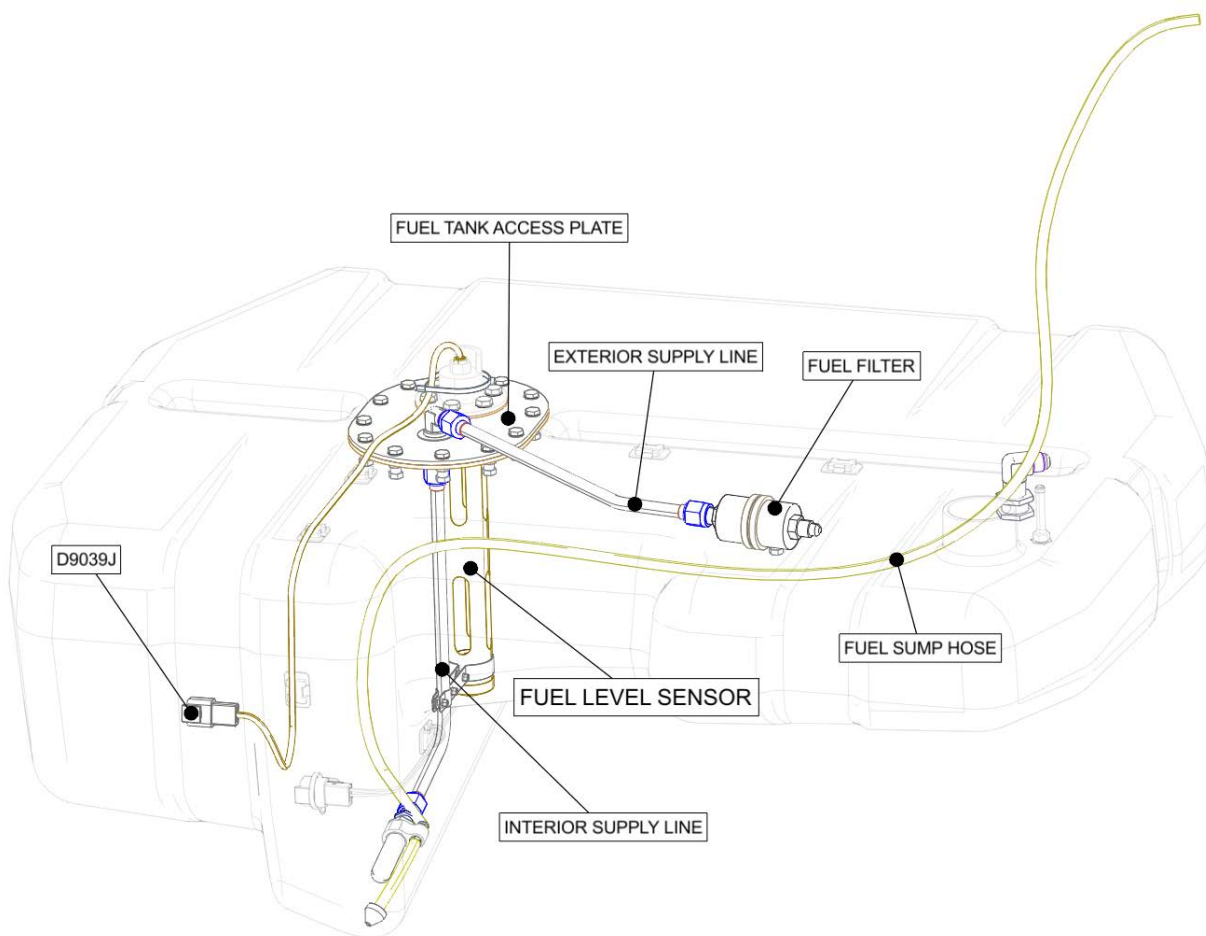 FUEL TANK ACCESS PLATE
EXTERIOR SUPPLY LINE
FUEL FILTER
D9039J
FUEL SUMP HOSE
FUEL LEVEL SENSOR
INTERIOR SUPPLY LINE